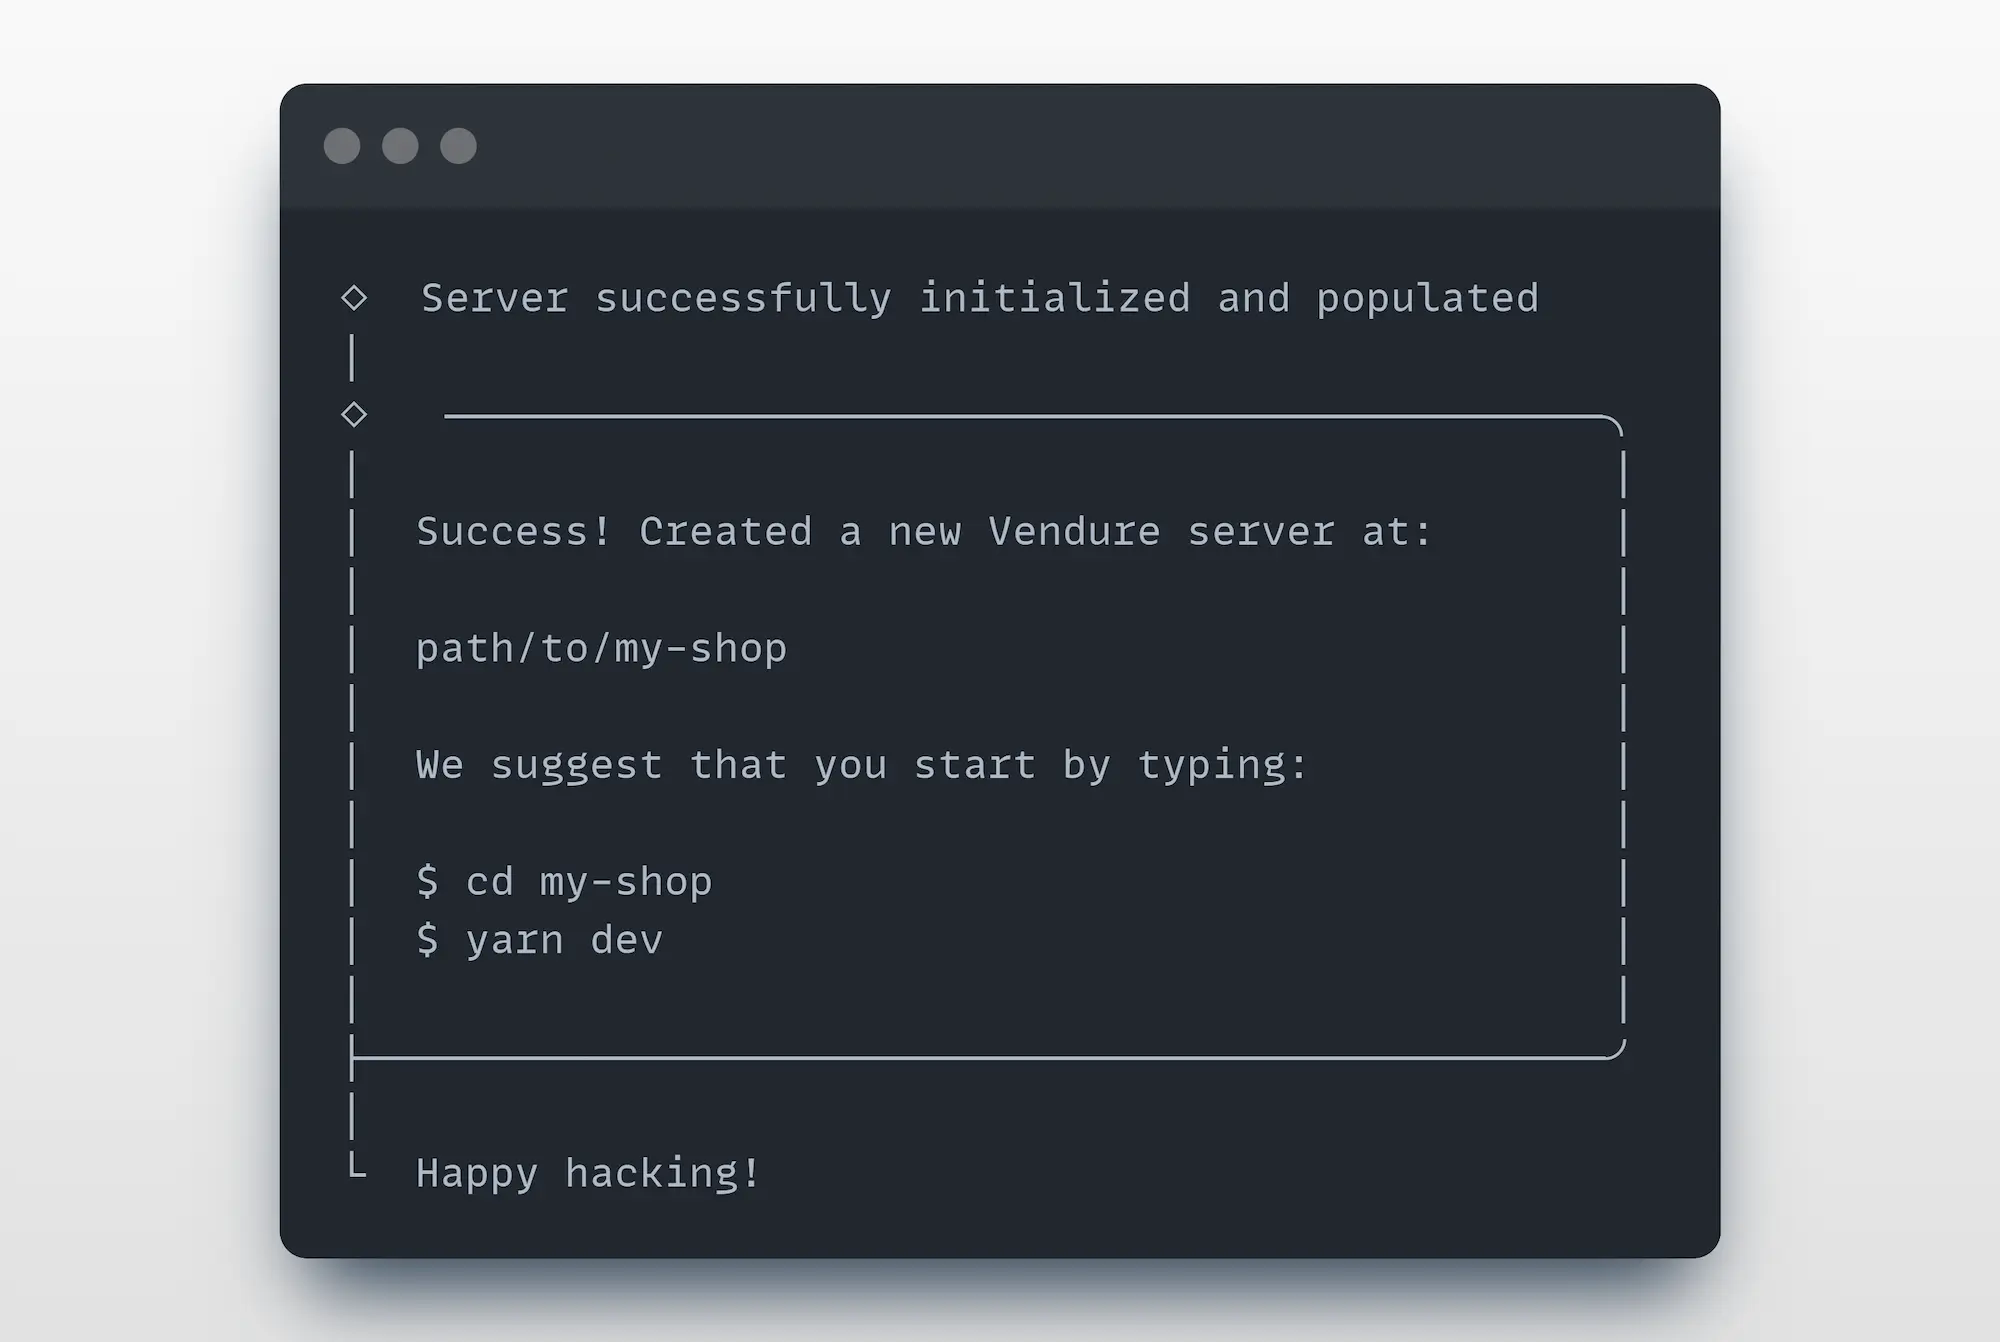 Server successfully initialized and populated
Success! Created a new Vendure server at:
path/to/my-shop
We suggest that you start by typing:
$ cd my-shop
$ yarn dev
Happy hacking!